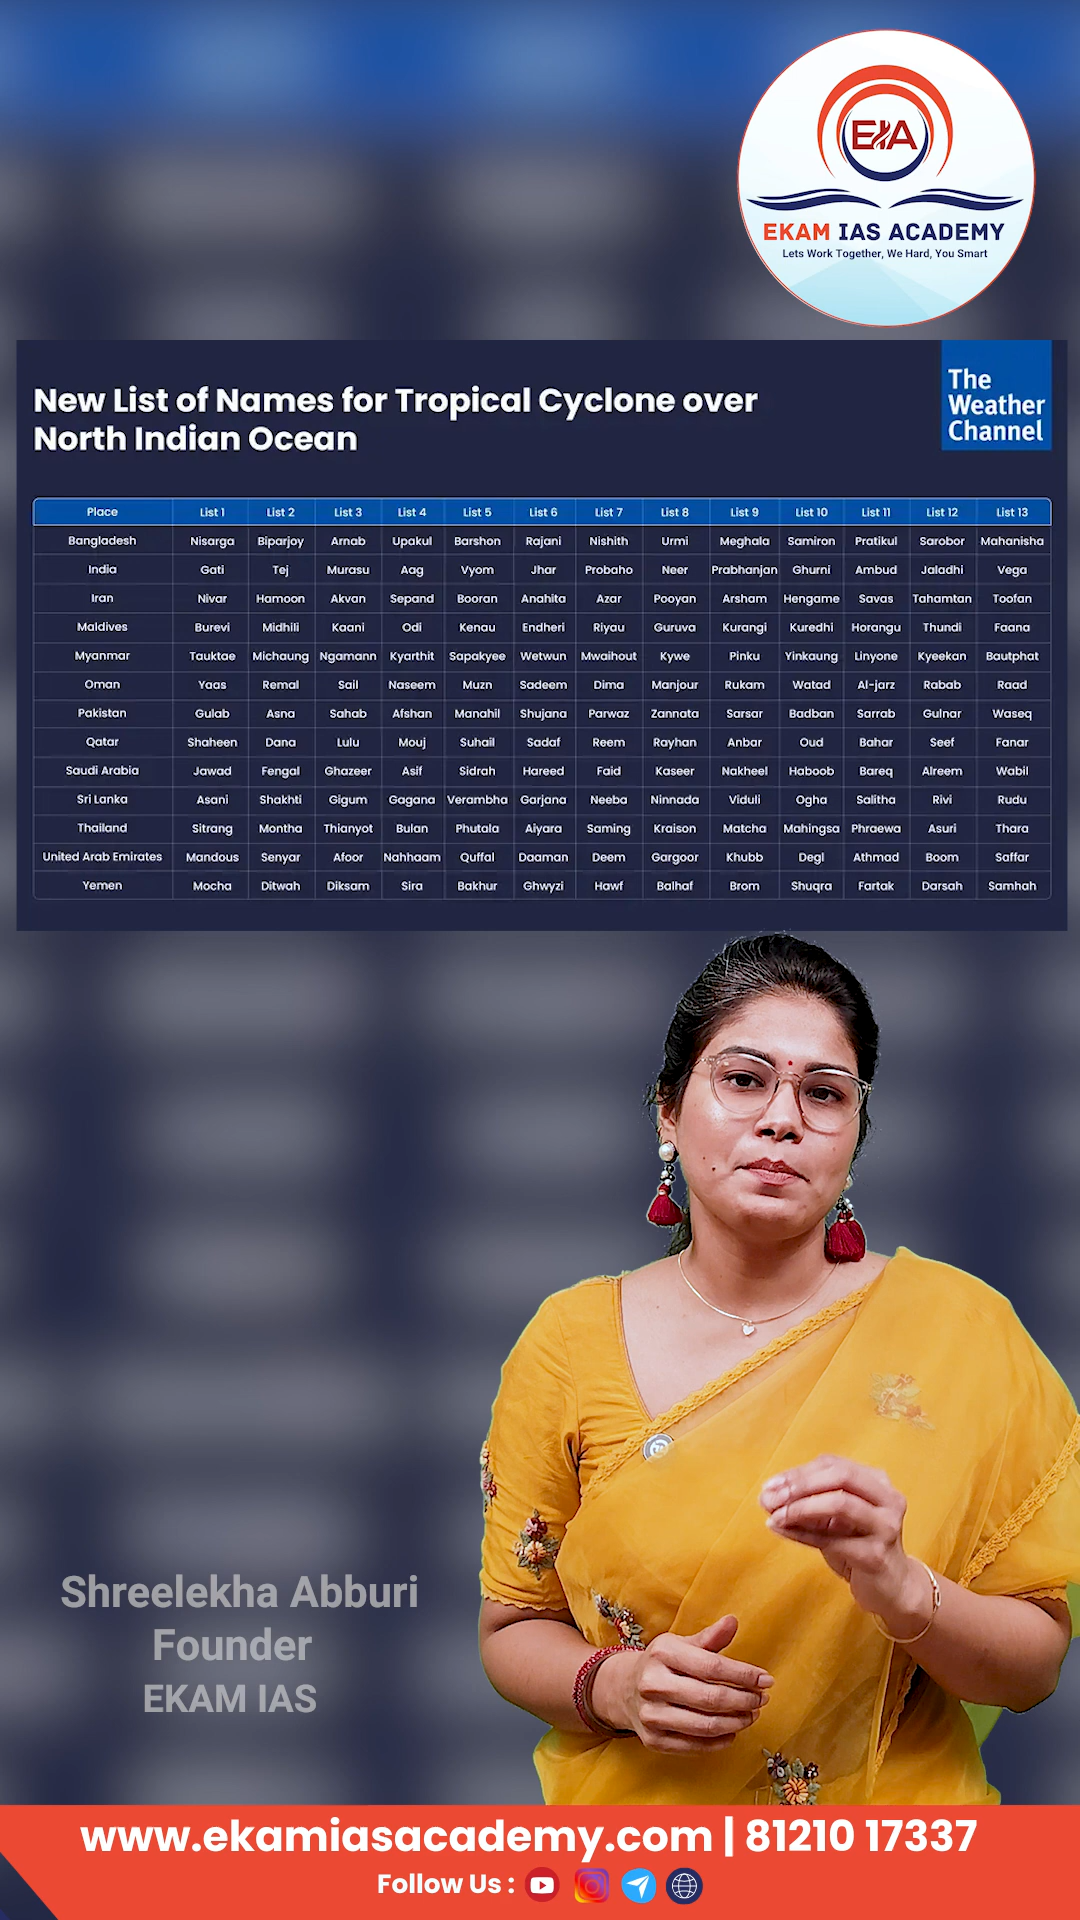 EIA
EKAM IAS ACADEMY
Lets Work Together, We Hard, You Smart
New List of Names for Tropical Cyclone over
North Indian Ocean
The
Weather
Channel
Place List 1 List 2 List 3 List 4 List 5 List 6 List 7 List 8 List 9 List 10 List 11 List 12 List 13
Bangladesh Nisarga Biparjoy Arnab Upakul Barshon Rajani Nishith Urmi Meghala Samiron Pratikul Sarobor Mahanisha
India Gati Tej Murasu Aag Vyom Jhar Probaho Neer Prabhanjan Ghurni Ambud Jaladhi Vega
Iran Nivar Hamoon Akvan Sepand Booran Anahita Azar Pooyan Arsham Hengame Savas Tahamtan Toofan
Maldives Burevi Midhili Kaani Odi Kenau Endheri Riyau Guruva Kurangi Kuredhi Horangu Thundi Faana
Myanmar Tauktae Michaung Ngamann Kyarthit Sapakyee Wetwun Mwaihout Kywe Pinku Yinkaung Linyone Kyeekan Bautphat
Oman Yaas Remal Sail Naseem Muzn Sadeem Dima Manjour Rukam Watad Al-jarz Rabab Raad
Pakistan Gulab Asna Sahab Afshan Manahil Shujana Parwaz Zannata Sarsar Badban Sarrab Gulnar Waseq
Qatar Shaheen Dana Lulu Mouj Suhail Sadaf Reem Rayhan Anbar Oud Bahar Seef Fanar
Saudi Arabia Jawad Fengal Ghazeer Asif Sidrah Hareed Faid Kaseer Nakheel Haboob Bareq Alreem Wabil
Sri Lanka Asani Shakhti Gigum Gagana Verambha Garjana Neeba Ninnada Viduli Ogha Salitha Rivi Rudu
Thailand Sitrang Montha Thianyot Bulan Phutala Aiyara Saming Kraison Matcha Mahingsa Phraewa Asuri Thara
United Arab Emirates Mandous Senyar Afoor Nahhaam Quffal Daaman Deem Gargoor Khubb Degl Athmad Boom Saffar
Yemen Mocha Ditwah Diksam Sira Bakhur Ghwyzi Hawf Balhaf Brom Shuqra Fartak Darsah Samhah
Shreelekha Abburi
Founder
EKAM IAS
www.ekamiasacademy.com | 81210 17337
Follow Us :